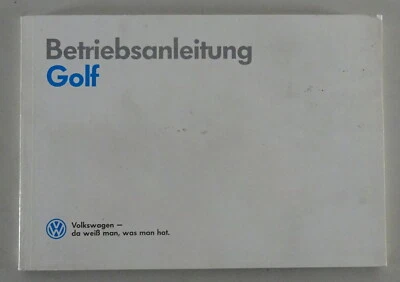 Betriebsanleitung
Golf
Volkswagen –
da weiß man, was man hat.